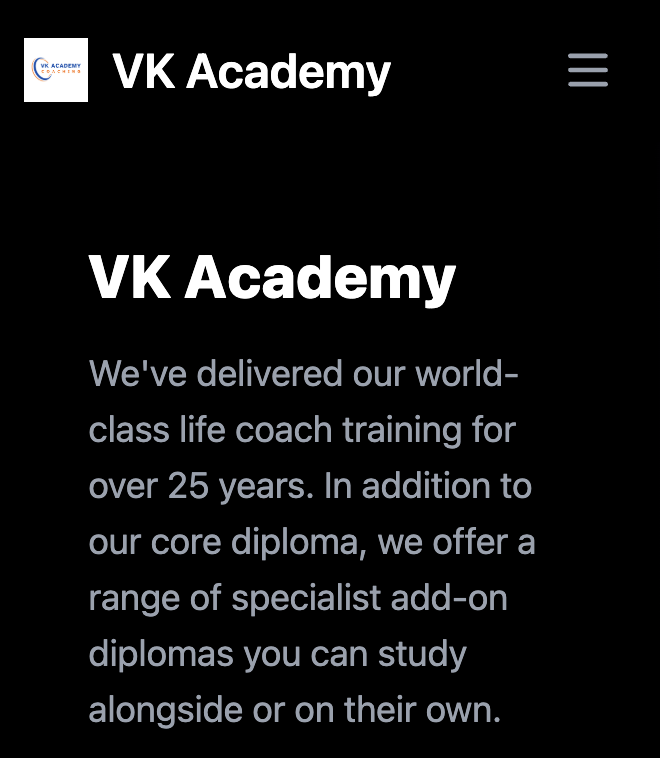 VK ACADEMY
COACHING
VK Academy
VK Academy
We've delivered our world-
class life coach training for
over 25 years. In addition to
our core diploma, we offer a
range of specialist add-on
diplomas you can study
alongside or on their own.